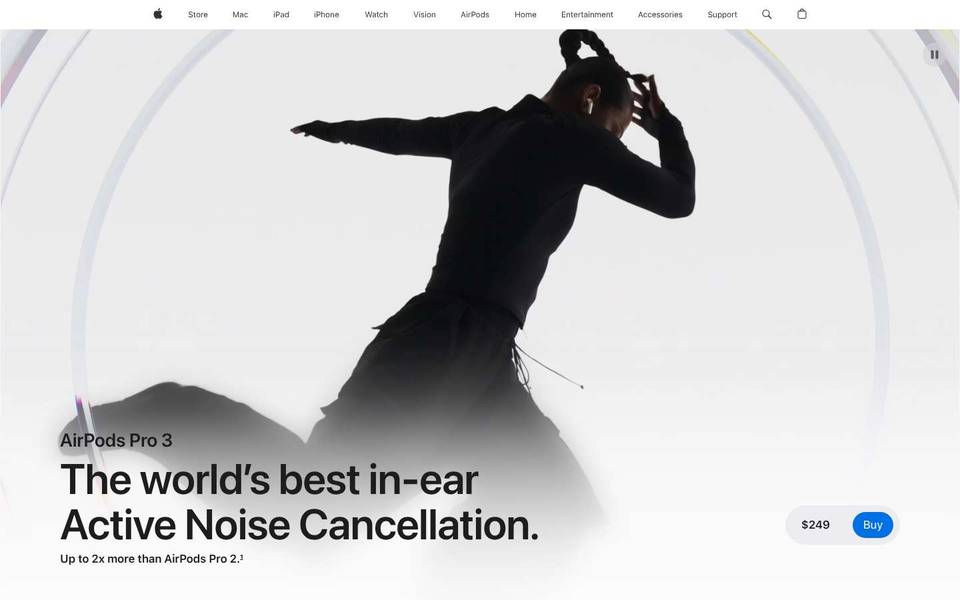 Store Mac iPad iPhone Watch Vision AirPods Home Entertainment Accessories Support
AirPods Pro 3
The world’s best in-ear
Active Noise Cancellation.
Up to 2x more than AirPods Pro 2.¹
$249 Buy